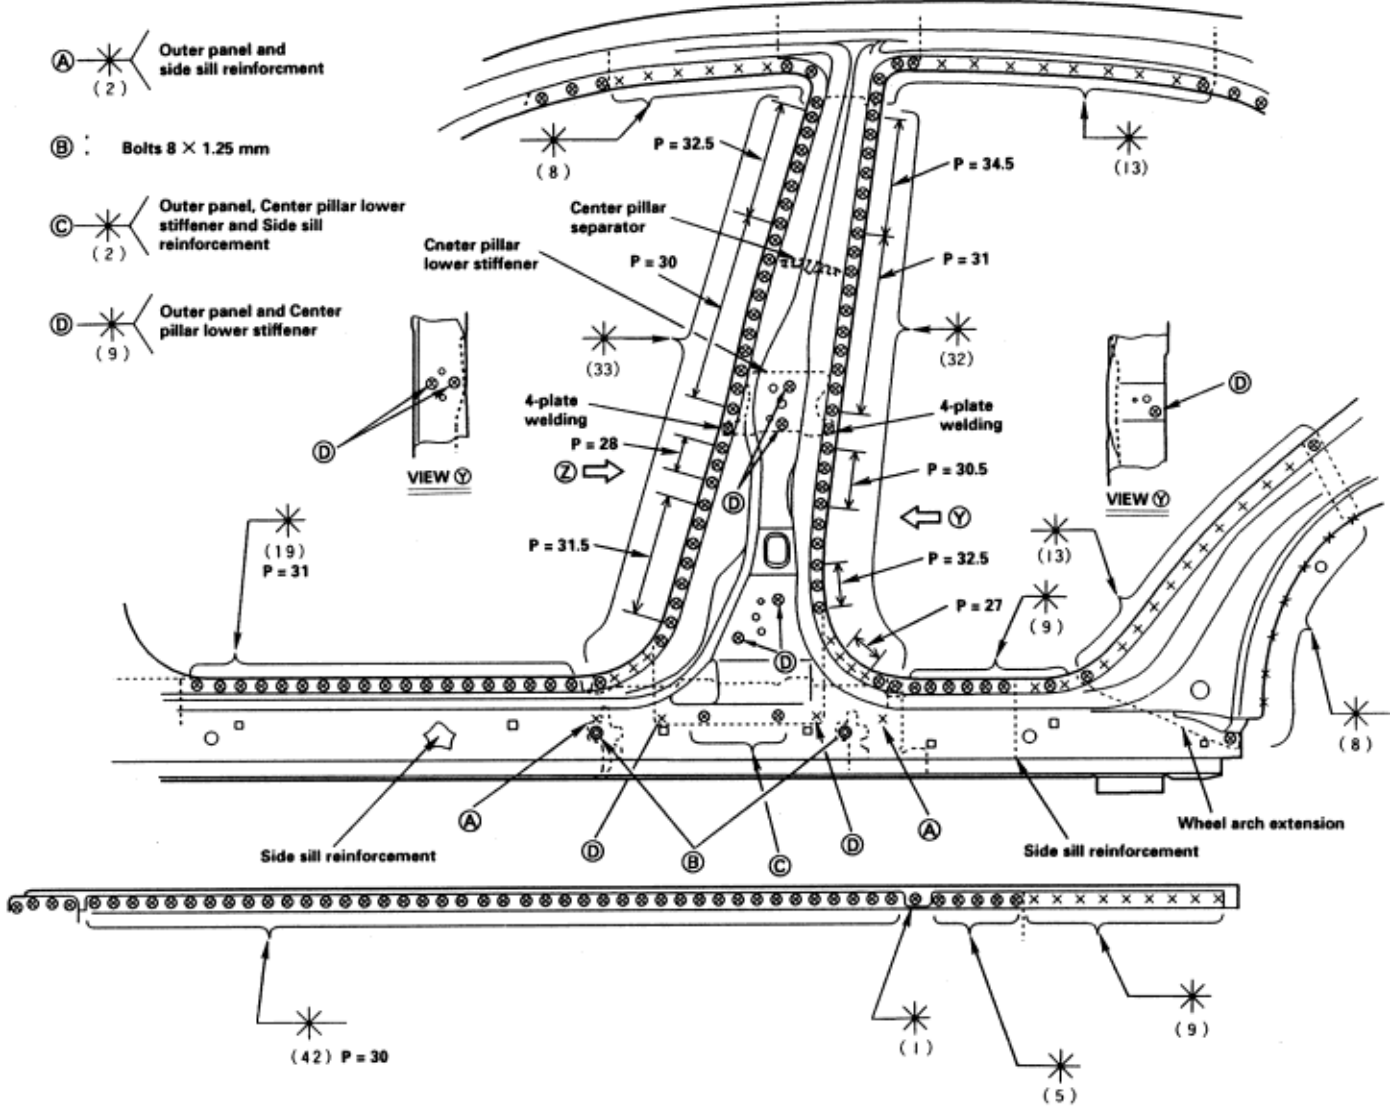 Ⓐ Outer panel and
side sill reinforcment
(2)
Ⓑ : Bolts 8 × 1.25 mm
Ⓒ Outer panel, Center pillar lower
stiffener and Side sill
reinforcement
(2)
Ⓓ Outer panel and Center
pillar lower stiffener
(9)
(8)
(13)
P = 32.5
P = 34.5
Center pillar
separator
Cneter pillar
lower stiffener
P = 30
P = 31
(33)
(32)
Ⓓ
VIEW Ⓨ
4-plate
welding
P = 28
Ⓩ
Ⓓ
4-plate
welding
P = 30.5
Ⓨ
Ⓓ
VIEW Ⓨ
(19)
P = 31
P = 31.5
P = 32.5
P = 27
(13)
(9)
Ⓓ
(8)
Ⓐ
Ⓓ
Ⓑ
Ⓒ
Ⓓ
Ⓐ
Side sill reinforcement
Side sill reinforcement
Wheel arch extension
(42) P = 30
(1)
(5)
(9)